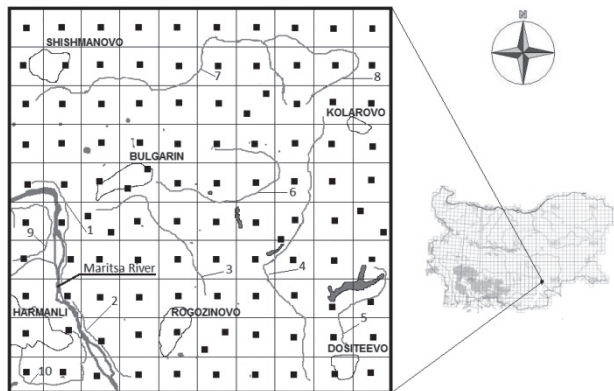 N
SHISHMANOVO
7
8
KOLAROVO
BULGARIN
6
1
9
Maritsa River
3
4
2
HARMANLI
ROGOZINOVO
5
DOSITEEVO
10